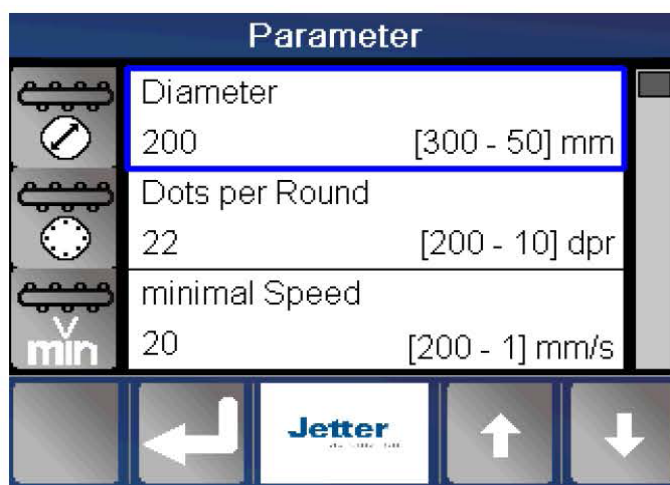 Parameter
Diameter
200 [300 - 50] mm
Dots per Round
22 [200 - 10] dpr
minimal Speed
v
min
20 [200 - 1] mm/s
Jetter